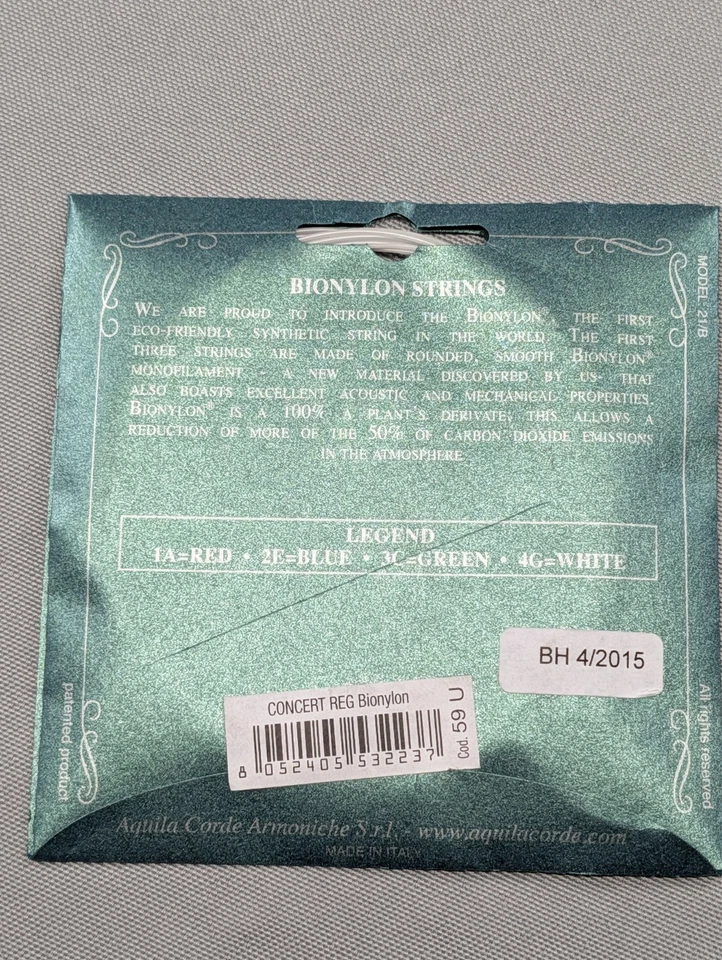 BIONYLON STRINGS
WE ARE PROUD TO INTRODUCE THE BIONYLON® THE FIRST
ECO-FRIENDLY SYNTHETIC STRING IN THE WORLD. THE FIRST
THREE STRINGS ARE MADE OF ROUNDED, SMOOTH BIONYLON®
MONOFILAMENT - A NEW MATERIAL DISCOVERED BY US- THAT
ALSO BOASTS EXCELLENT ACOUSTIC AND MECHANICAL PROPERTIES.
BIONYLON® IS A 100% A PLANT'S DERIVATE; THIS ALLOWS A
REDUCTION OF MORE OF THE 50% OF CARBON DIOXIDE EMISSIONS
IN THE ATMOSPHERE
MODEL 21/B
LEGEND
1A=RED • 2E=BLUE • 3C=GREEN • 4G=WHITE
BH 4/2015
CONCERT REG Bionylon
8 052405 532237
Cod. 59 U
patented product
All rights reserved
Aquila Corde Armoniche S.r.l. - www.aquilacorde.com
MADE IN ITALY